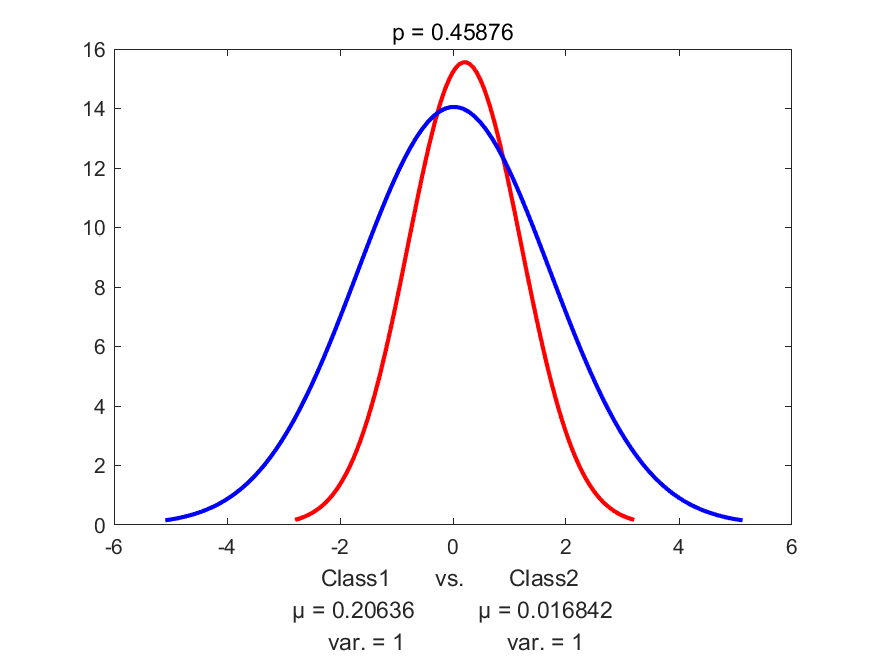 p = 0.45876
16
14
12
10
8
6
4
2
0
-6 -4 -2 0 2 4 6
Class1 vs. Class2
μ = 0.20636 μ = 0.016842
var. = 1 var. = 1